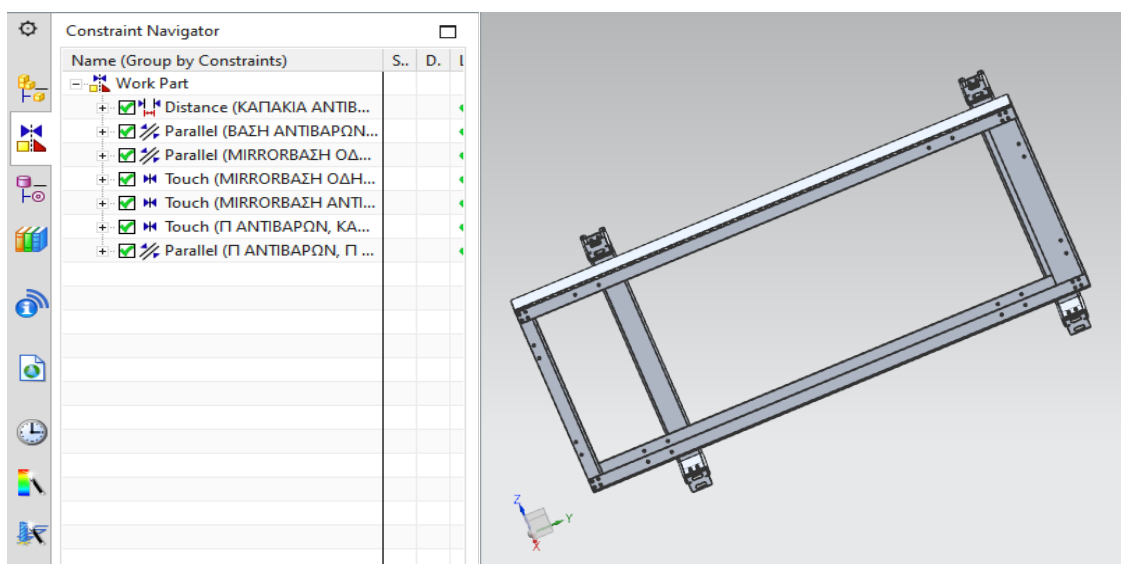 Constraint Navigator
Name (Group by Constraints) S.. D. L
Work Part
Distance (ΚΑΠΑΚΙΑ ΑΝΤΙΒ...
Parallel (ΒΑΣΗ ΑΝΤΙΒΑΡΩΝ...
Parallel (MIRRORΒΑΣΗ ΟΔ...
Touch (MIRRORΒΑΣΗ ΟΔΗ...
Touch (MIRRORΒΑΣΗ ΑΝΤΙ...
Touch (Π ΑΝΤΙΒΑΡΩΝ, ΚΑ...
Parallel (Π ΑΝΤΙΒΑΡΩΝ, Π ...
Z
Y
X